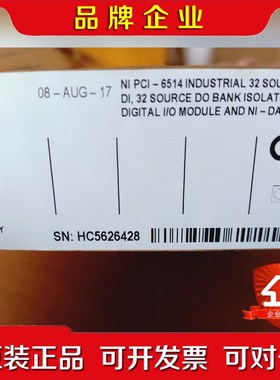 品牌企业
08-AUG-17
NI PCI-6514 INDUSTRIAL 32 SOU
DI, 32 SOURCE DO BANK ISOLAT
DIGITAL I/O MODULE AND NI - DA
SN: HC5626428
企业
原装正品 可开发票 可对